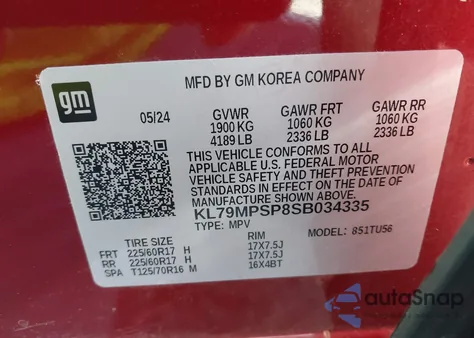 gm
MFD BY GM KOREA COMPANY
05/24 GVWR GAWR FRT GAWR RR
1900 KG 1060 KG 1060 KG
4189 LB 2336 LB 2336 LB
THIS VEHICLE CONFORMS TO ALL
APPLICABLE U.S. FEDERAL MOTOR
VEHICLE SAFETY AND THEFT PREVENTION
STANDARDS IN EFFECT ON THE DATE OF
MANUFACTURE SHOWN ABOVE.
KL79MPSP8SB034335
TYPE: MPV MODEL: 851TU56
TIRE SIZE RIM
FRT 225/60R17 H 17X7.5J
RR 225/60R17 H 17X7.5J
SPA T125/70R16 M 16X4BT
autoSnap